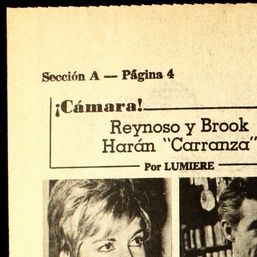 Sección A — Página 4
¡Cámara!
Reynoso y Brook
Harán "Carranza"
Por LUMIERE